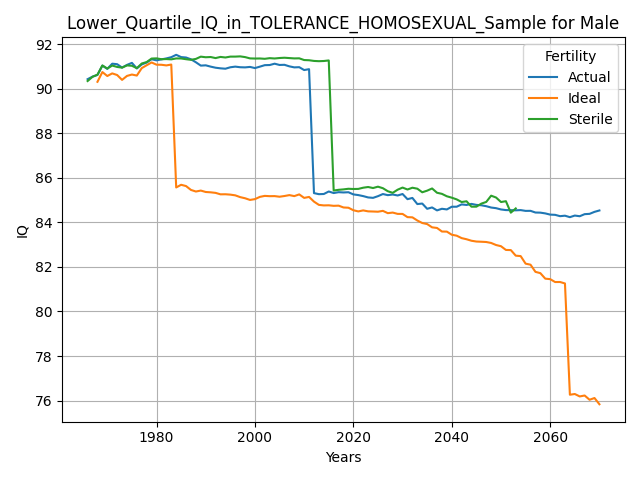 Lower_Quartile_IQ_in_TOLERANCE_HOMOSEXUAL_Sample for Male
Fertility
Actual
Ideal
Sterile
92
90
88
86
84
82
80
78
76
IQ
1980
2000
2020
2040
2060
Years